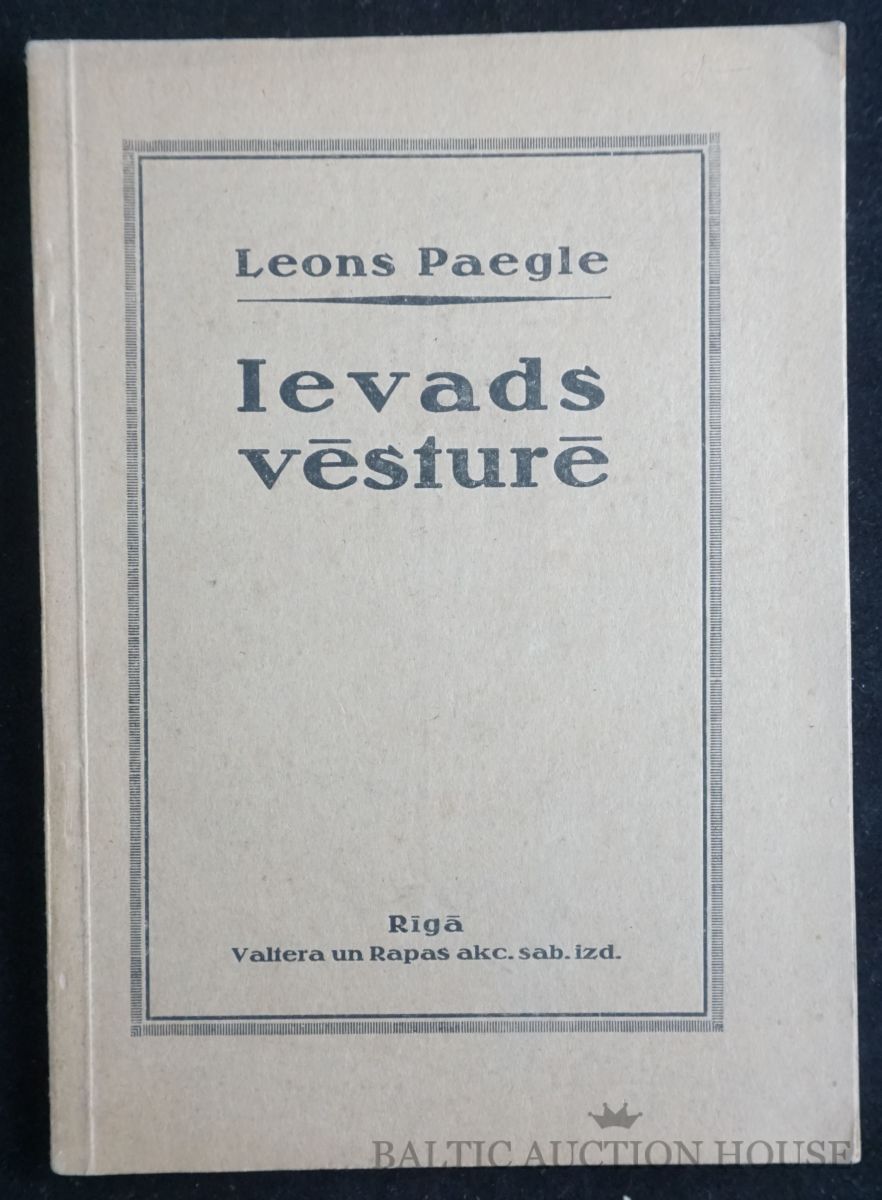 Leons Paegle
Ievads
vēsturē
Rīgā
Valtera un Rapas akc. sab. izd.
BALTIC AUCTION HOUSE